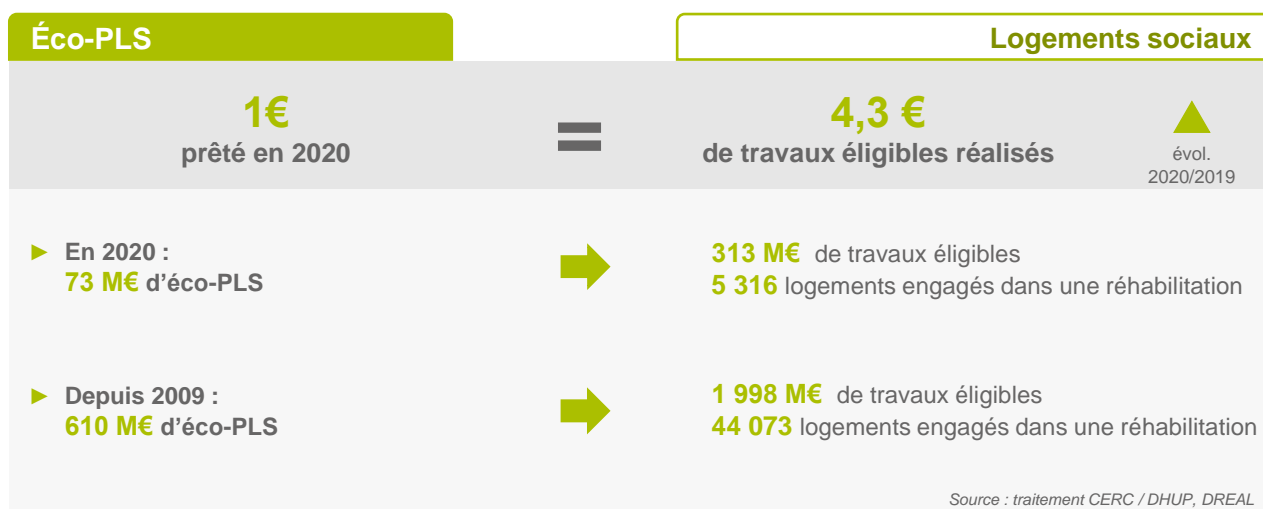 Éco-PLS
Logements sociaux
1€
prêté en 2020
=
4,3 €
de travaux éligibles réalisés
évol.
2020/2019
► En 2020 :
73 M€ d’éco-PLS
313 M€ de travaux éligibles
5 316 logements engagés dans une réhabilitation
► Depuis 2009 :
610 M€ d’éco-PLS
1 998 M€ de travaux éligibles
44 073 logements engagés dans une réhabilitation
Source : traitement CERC / DHUP, DREAL